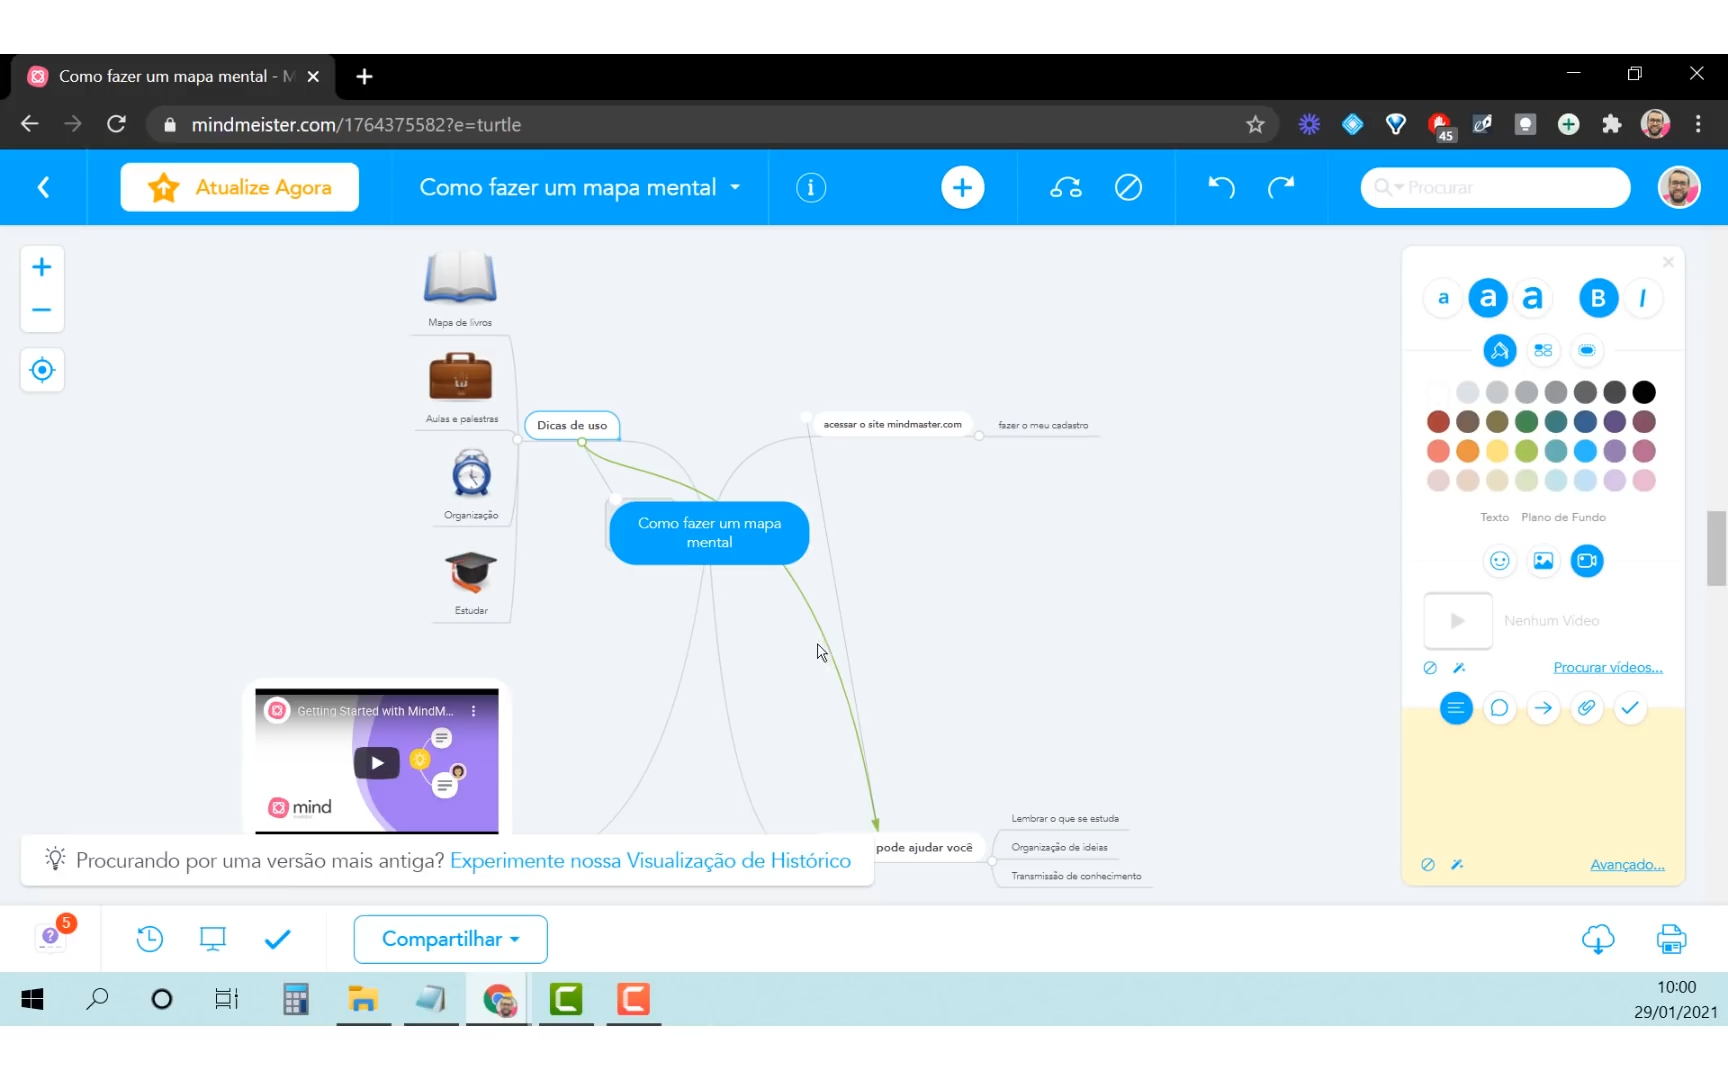 Como fazer um mapa mental - M
mindmeister.com/1764375582?e=turtle
45
Atualize Agora
Como fazer um mapa mental
i
Procurar
Mapa de livros
Aulas e palestras
Organização
Estudar
Dicas de uso
Como fazer um mapa
mental
acessar o site mindmaster.com
fazer o meu cadastro
Getting Started with MindM...
mind
pode ajudar você
Lembrar o que se estuda
Organização de ideias
Transmissão de conhecimento
a a a B I
Texto Plano de Fundo
Nenhum Vídeo
Procurar vídeos...
Avançado...
Procurando por uma versão mais antiga? Experimente nossa Visualização de Histórico
5
Compartilhar
10:00
29/01/2021